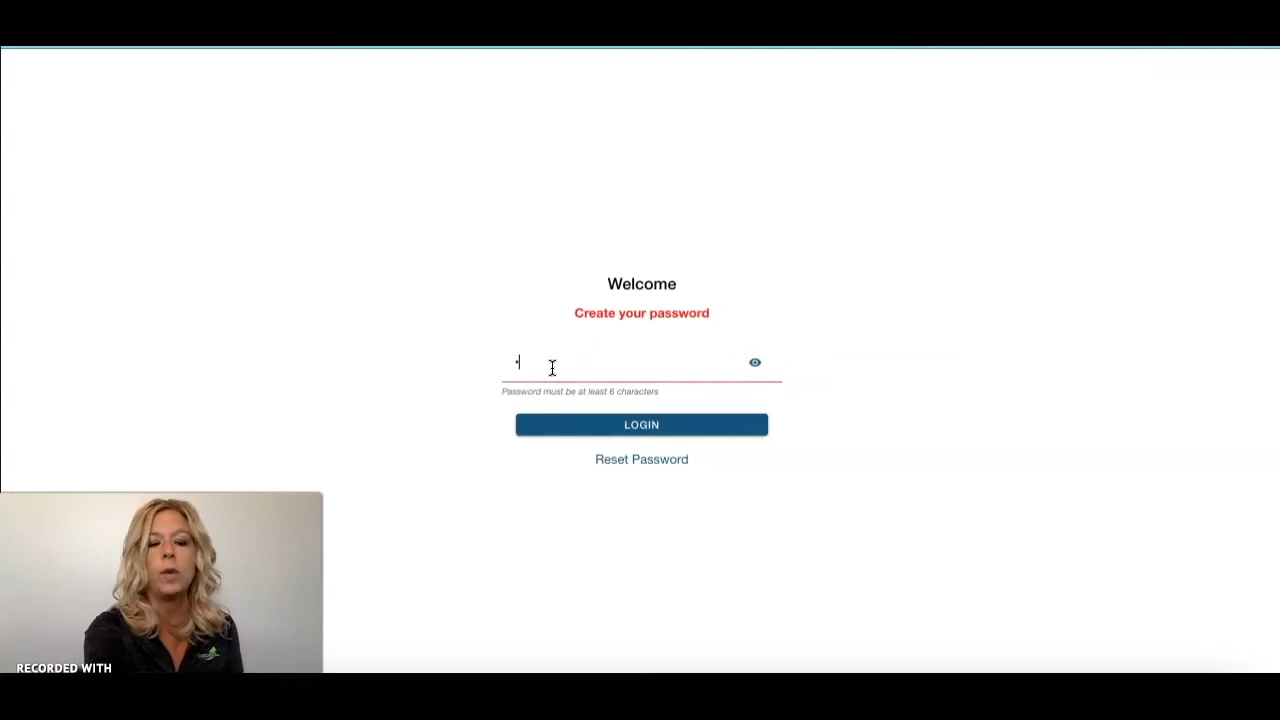 Welcome
Create your password
Password must be at least 6 characters
LOGIN
Reset Password
RECORDED WITH